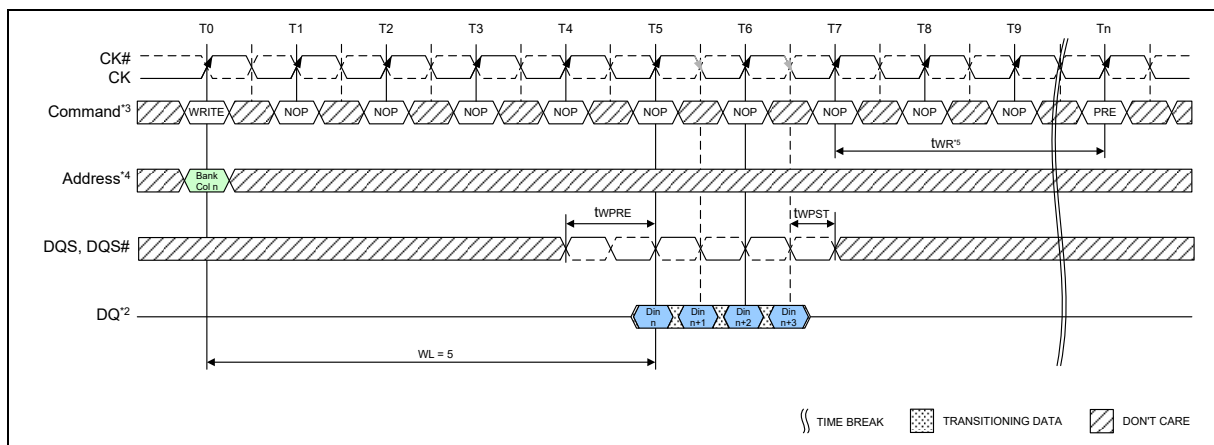 T0 T1 T2 T3 T4 T5 T6 T7 T8 T9 Tn
CK#
CK
Command*3 WRITE NOP NOP NOP NOP NOP NOP NOP NOP NOP PRE
tWR*5
Address*4 Bank
Col n
tWPRE tWPST
DQS, DQS#
DQ*2 Din
n Din
n+1 Din
n+2 Din
n+3
WL = 5
TIME BREAK TRANSITIONING DATA DON'T CARE